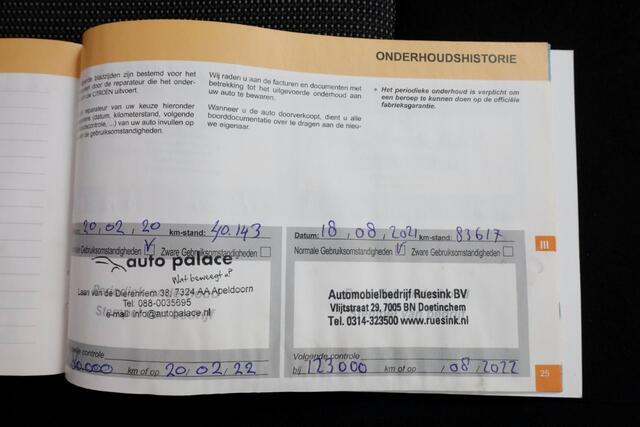 ONDERHOUDSHISTORIE
bladzijden zijn bestemd voor het
door de reparateur die het onder-
uw CITROËN uitvoert.
reparateur van uw keuze hieronder
(datum, kilometerstand, volgende
...) van uw auto invullen op
de gebruiksomstandigheden.
Wij raden u aan de facturen en documenten met
betrekking tot het uitgevoerde onderhoud aan
uw auto te bewaren.
Wanneer u de auto doorverkoopt, dient u alle
boorddocumentatie over te dragen aan de nieu-
we eigenaar.
• Het periodieke onderhoud is verplicht om
een beroep te kunnen doen op de officiële
fabrieksgarantie.
20, 02, 20 km-stand: 40.143
Gebruiksomstandigheden V Zware Gebruiksomstandigheden
auto palace
Wat beweegt u?
Laan van de Dierenriem 38, 7324 AA Apeldoorn
Tel: 088-0035695
e-mail: info@autopalace.nl
Volgende controle
km of op 20, 02, 22
Datum: 18, 08, 2021 km-stand: 83617
Normale Gebruiksomstandigheden V Zware Gebruiksomstandigheden
Automobielbedrijf Ruesink BV
Vlijtstraat 29, 7005 BN Doetinchem
Tel. 0314-323500 www.ruesink.nl
Volgende controle
bij 123000 km of op , 08, 2022
III
25